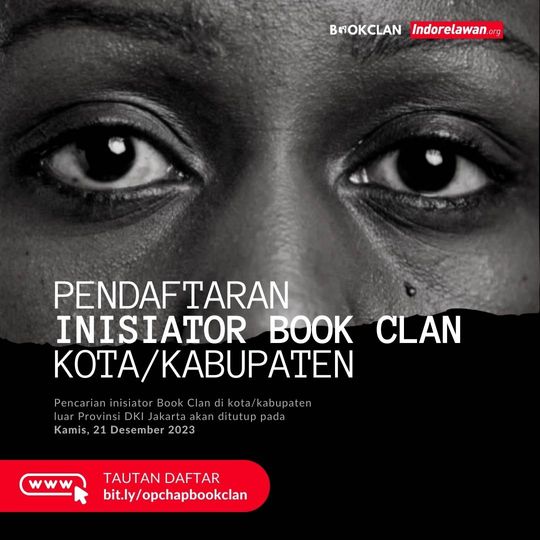 BOOKCLAN Indorelawan.org
PENDAFTARAN
INISIATOR BOOK CLAN
KOTA/KABUPATEN
Pencarian inisiator Book Clan di kota/kabupaten
luar Provinsi DKI Jakarta akan ditutup pada
Kamis, 21 Desember 2023
www
TAUTAN DAFTAR
bit.ly/opchapbookclan